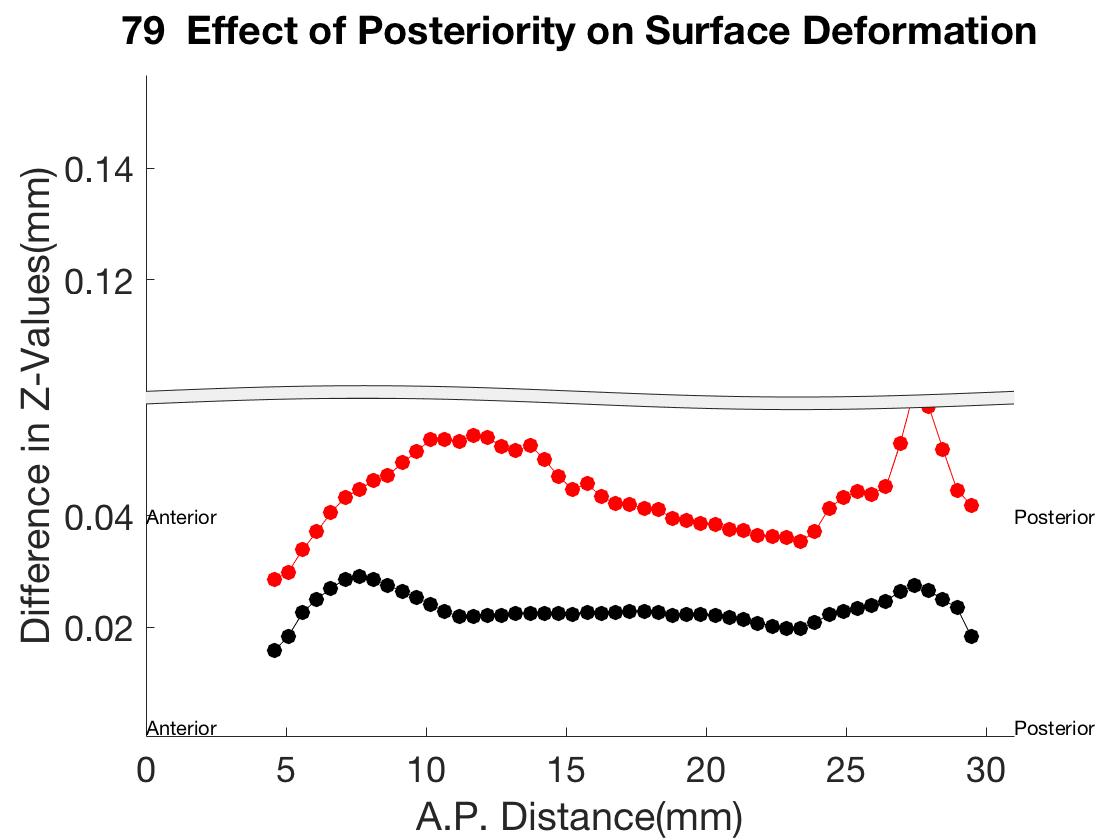 79  Effect of Posteriority on Surface Deformation
Difference in Z-Values(mm)
0.14
0.12
0.04
0.02
Anterior
Posterior
Anterior
Posterior
0 5 10 15 20 25 30
A.P. Distance(mm)